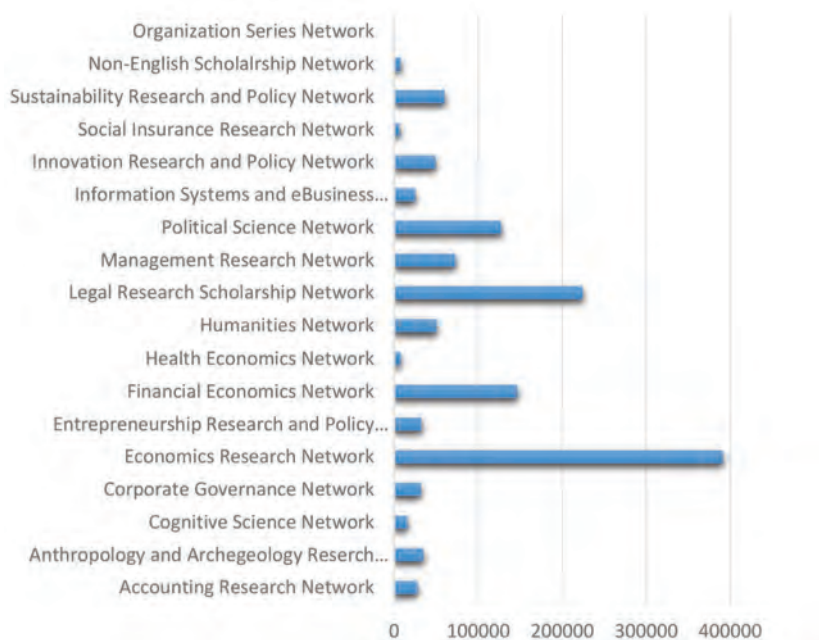 Organization Series Network
Non-English Scholalrship Network
Sustainability Research and Policy Network
Social Insurance Research Network
Innovation Research and Policy Network
Information Systems and eBusiness...
Political Science Network
Management Research Network
Legal Research Scholarship Network
Humanities Network
Health Economics Network
Financial Economics Network
Entrepreneurship Research and Policy...
Economics Research Network
Corporate Governance Network
Cognitive Science Network
Anthropology and Archegeology Reserch...
Accounting Research Network
0 100000 200000 300000 400000